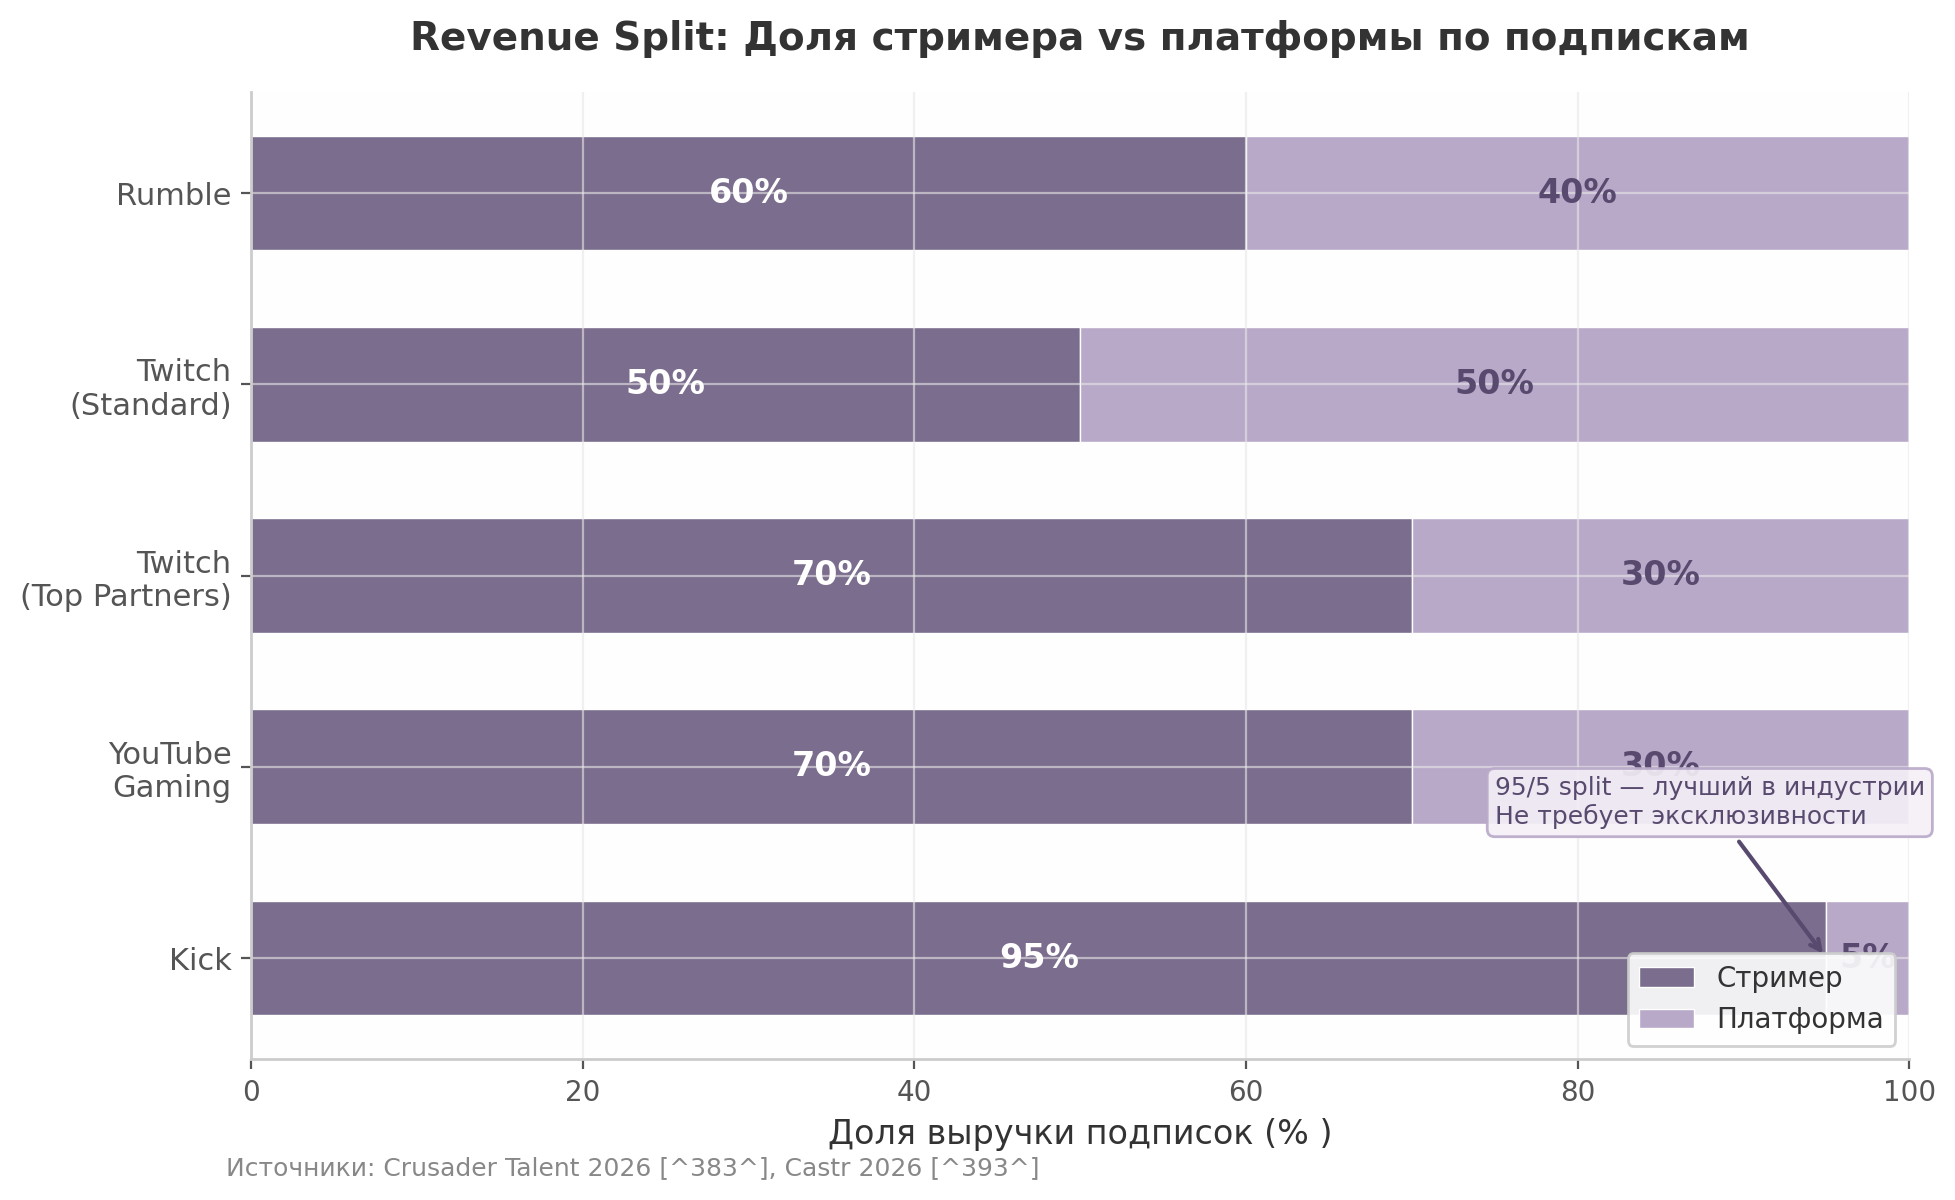 Revenue Split: Доля стримера vs платформы по подпискам
Rumble
60%
40%
Twitch
(Standard)
50%
50%
Twitch
(Top Partners)
70%
30%
YouTube
Gaming
70%
30%
95/5 split — лучший в индустрии
Не требует эксклюзивности
Kick
95%
5%
Стример
Платформа
0
20
40
60
80
100
Доля выручки подписок (% )
Источники: Crusader Talent 2026 [^383^], Castr 2026 [^393^]